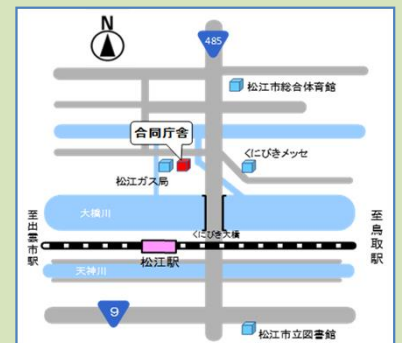 N
485
松江市総合体育館
合同庁舎
くにびきメッセ
松江ガス局
大橋川
くにびき大橋
至出雲市駅
至鳥取駅
松江駅
天神川
9
松江市立図書館